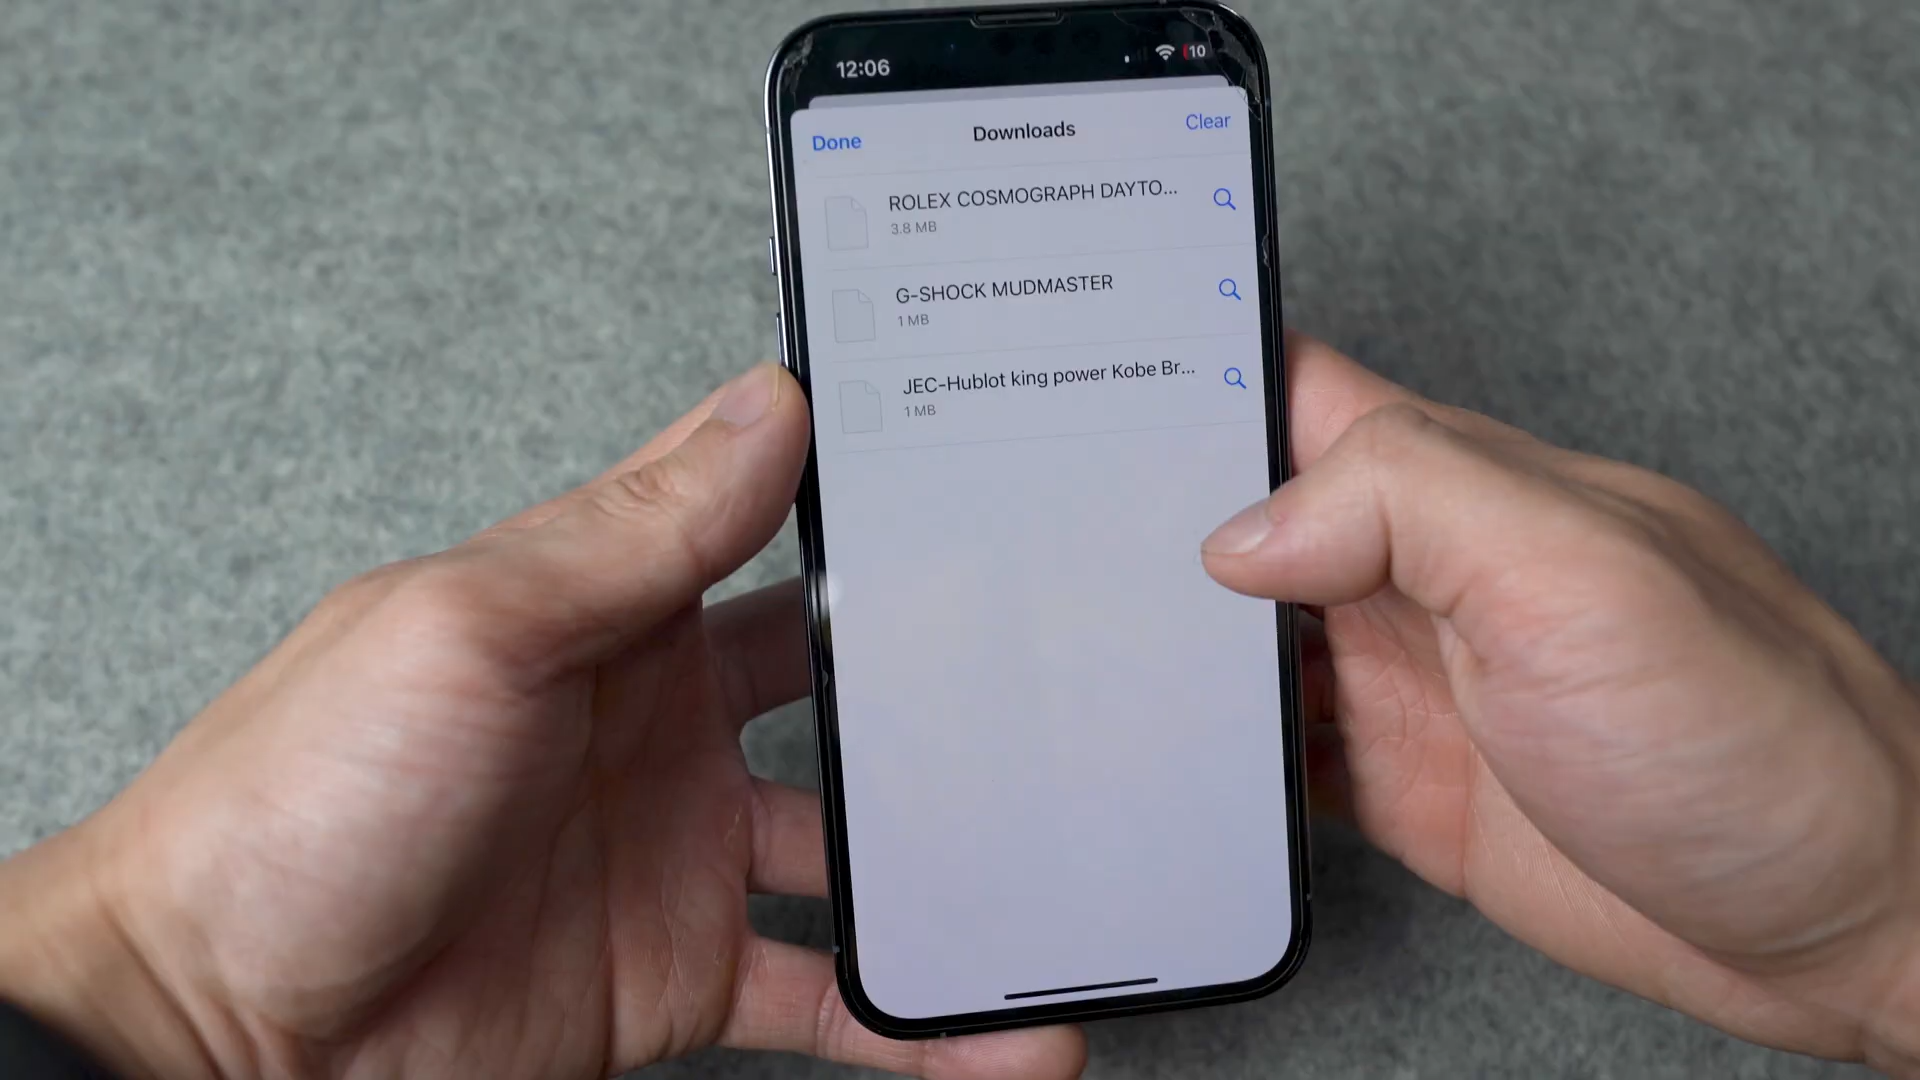 12:06
10
Done
Downloads
Clear
ROLEX COSMOGRAPH DAYTO...
3.8 MB
G-SHOCK MUDMASTER
1 MB
JEC-Hublot king power Kobe Br...
1 MB